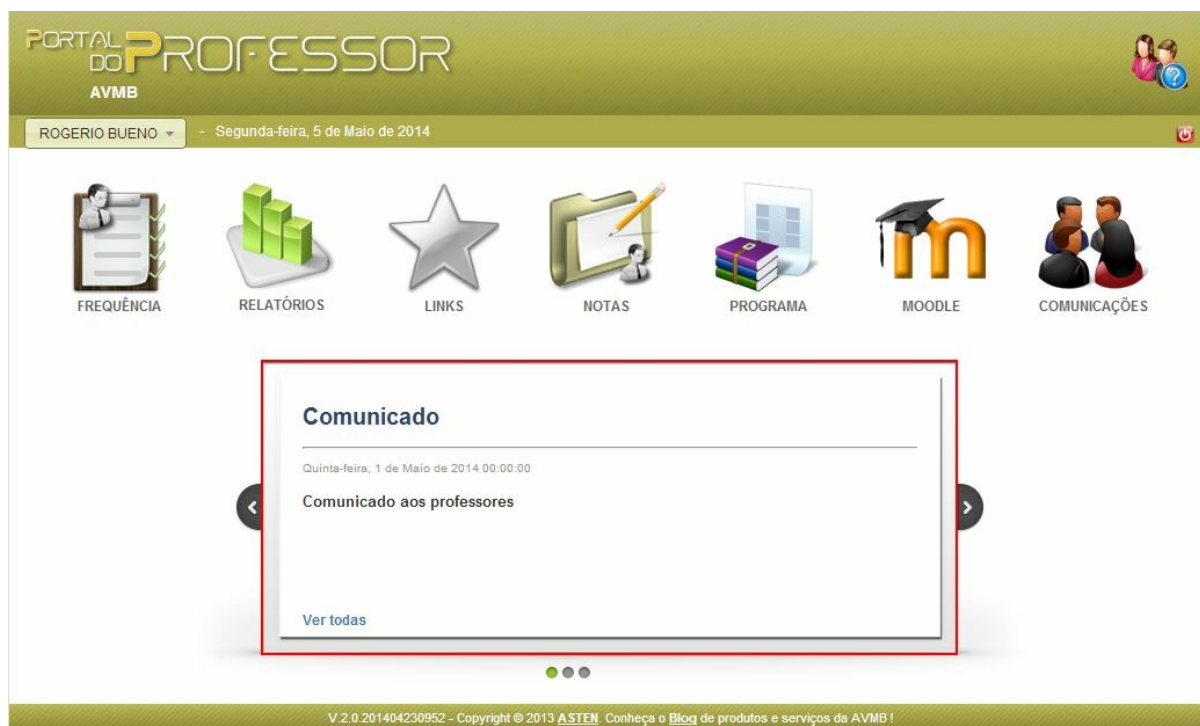 PORTAL DO PROFESSOR
AVMB
ROGERIO BUENO - Segunda-feira, 5 de Maio de 2014
FREQUÊNCIA RELATÓRIOS LINKS NOTAS PROGRAMA MOODLE COMUNICAÇÕES
Comunicado
Quinta-feira, 1 de Maio de 2014 00:00:00
Comunicado aos professores
Ver todas
V.2.0.201404230952 - Copyright © 2013 ASTEN. Conheça o Blog de produtos e serviços da AVMB !